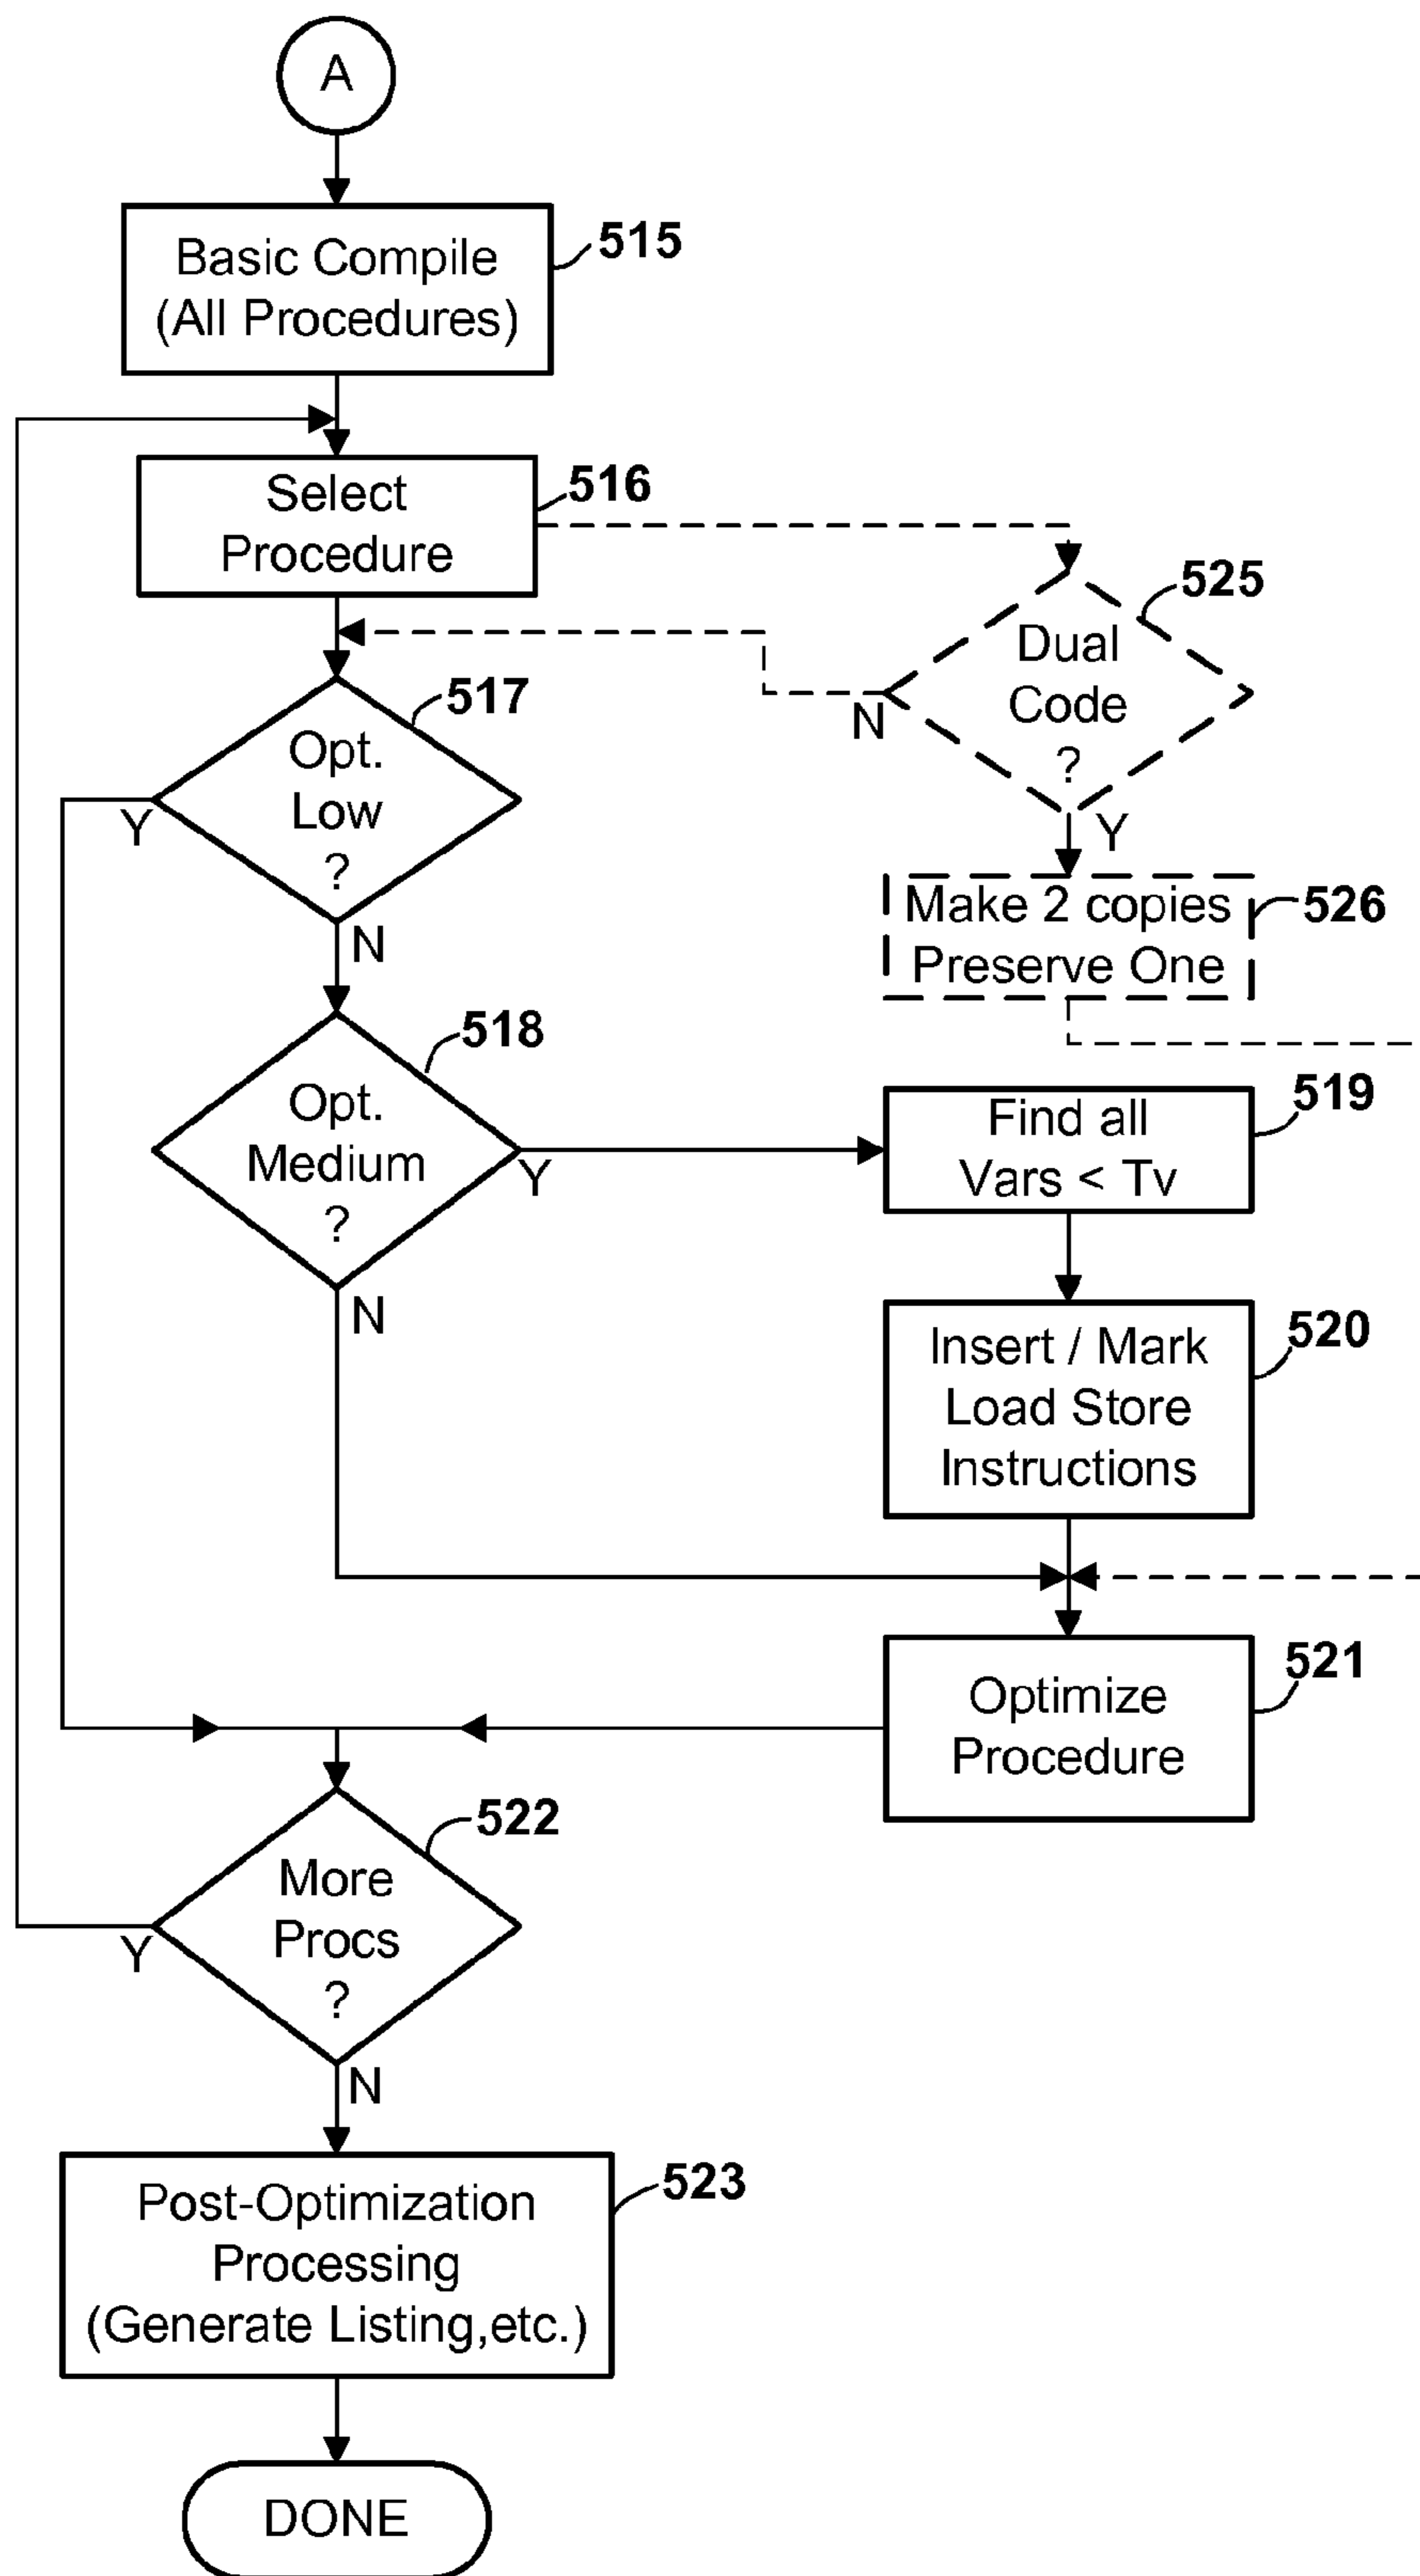 A
Basic Compile
(All Procedures)
515
Select
Procedure
516
Dual
Code
?
525
N
Y
Opt.
Low
?
517
Y
N
Make 2 copies
Preserve One
526
Opt.
Medium
?
518
Y
N
Find all
Vars < Tv
519
Insert / Mark
Load Store
Instructions
520
Optimize
Procedure
521
More
Procs
?
522
Y
N
Post-Optimization
Processing
(Generate Listing,etc.)
523
DONE